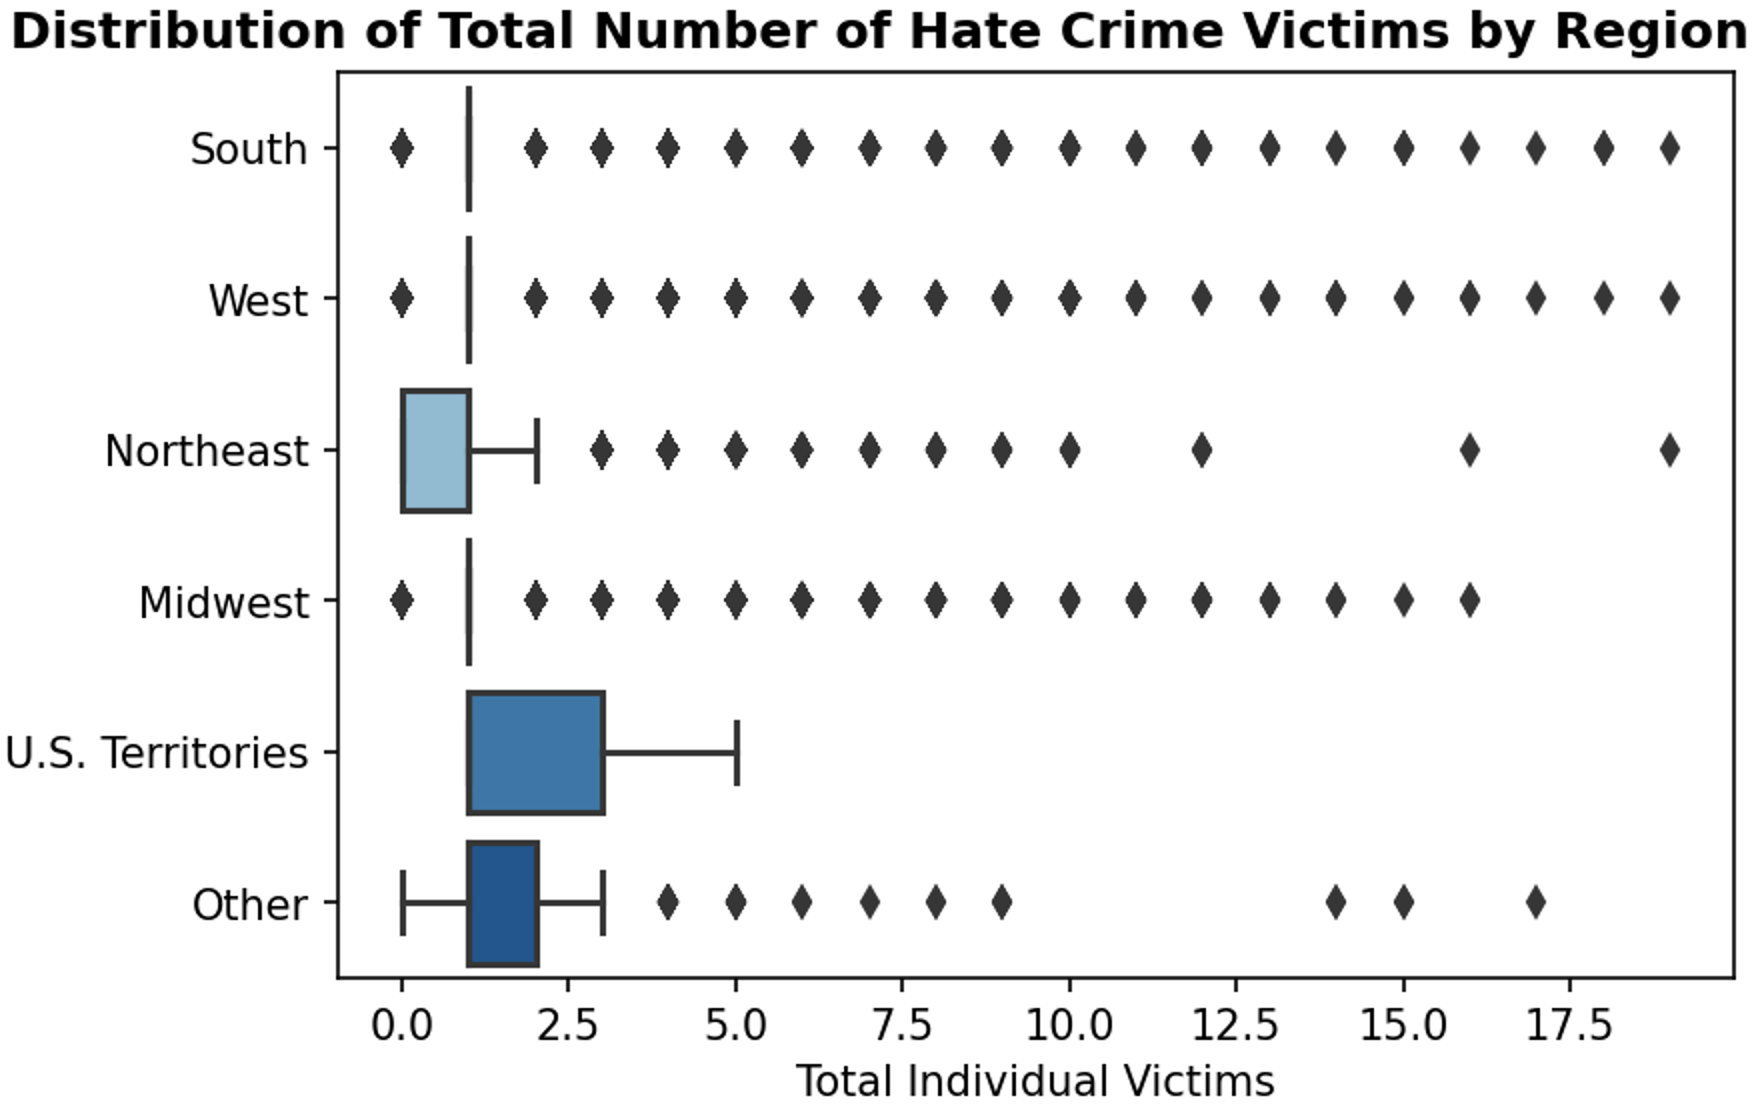 Distribution of Total Number of Hate Crime Victims by Region
South
West
Northeast
Midwest
U.S. Territories
Other
0.0 2.5 5.0 7.5 10.0 12.5 15.0 17.5
Total Individual Victims